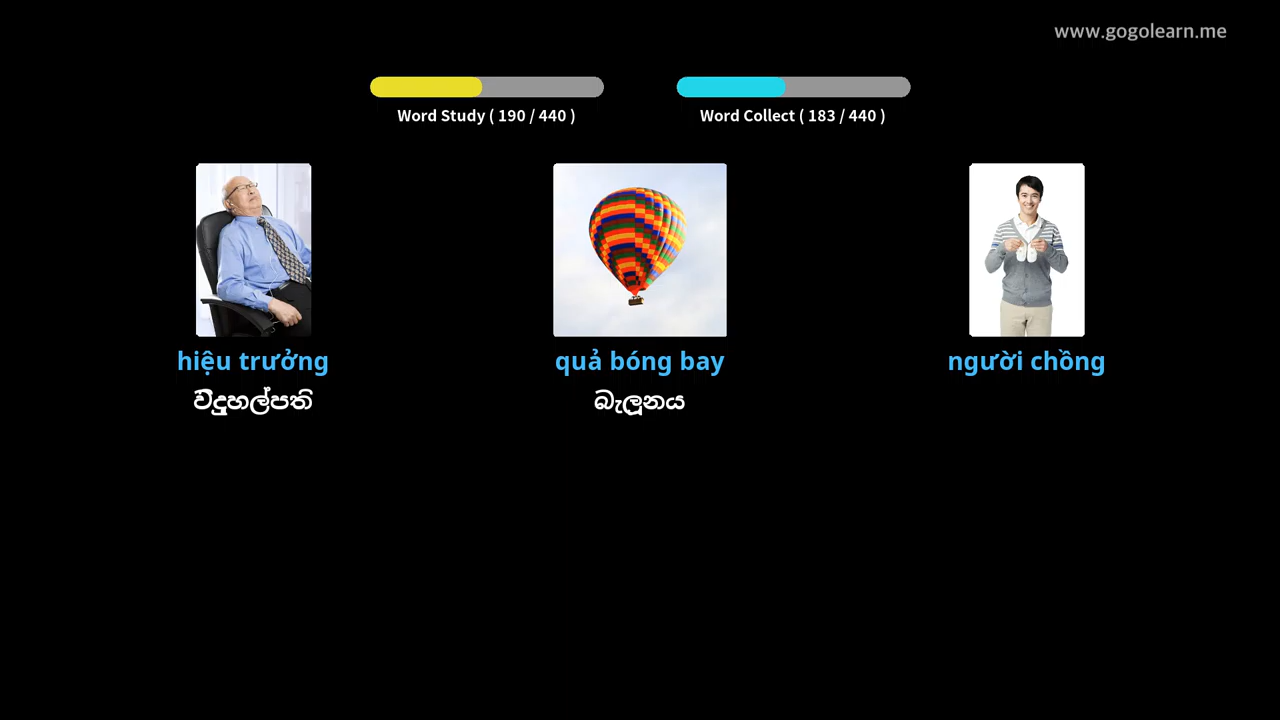 www.gogolearn.me
Word Study ( 190 / 440 )
Word Collect ( 183 / 440 )
hiệu trưởng
quả bóng bay
người chồng
විදුහල්පති
බැලූනය